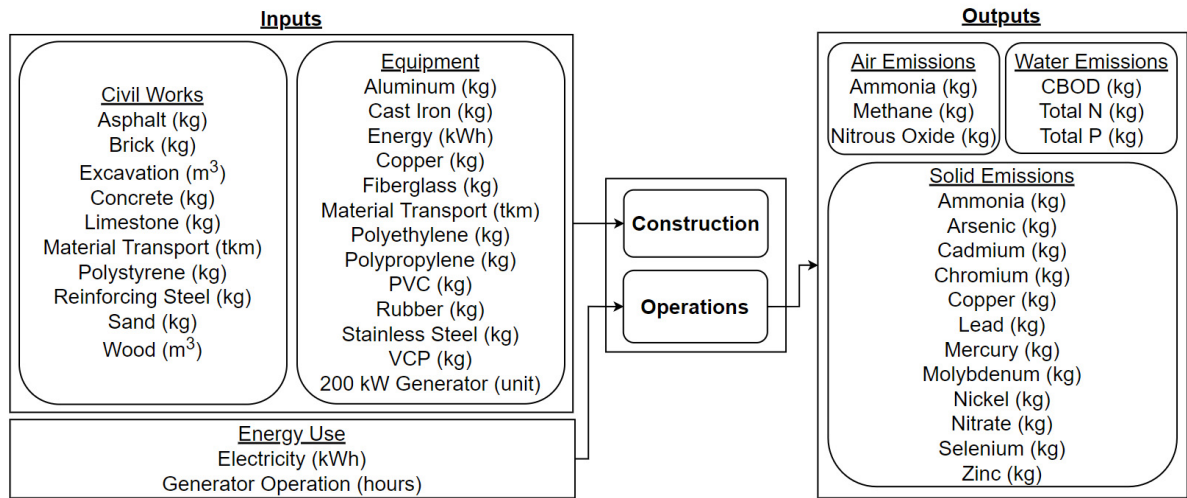 Inputs
Civil Works
Asphalt (kg)
Brick (kg)
Excavation (m³)
Concrete (kg)
Limestone (kg)
Material Transport (tkm)
Polystyrene (kg)
Reinforcing Steel (kg)
Sand (kg)
Wood (m³)
Equipment
Aluminum (kg)
Cast Iron (kg)
Energy (kWh)
Copper (kg)
Fiberglass (kg)
Material Transport (tkm)
Polyethylene (kg)
Polypropylene (kg)
PVC (kg)
Rubber (kg)
Stainless Steel (kg)
VCP (kg)
200 kW Generator (unit)
Energy Use
Electricity (kWh)
Generator Operation (hours)
Construction
Operations
Outputs
Air Emissions
Ammonia (kg)
Methane (kg)
Nitrous Oxide (kg)
Water Emissions
CBOD (kg)
Total N (kg)
Total P (kg)
Solid Emissions
Ammonia (kg)
Arsenic (kg)
Cadmium (kg)
Chromium (kg)
Copper (kg)
Lead (kg)
Mercury (kg)
Molybdenum (kg)
Nickel (kg)
Nitrate (kg)
Selenium (kg)
Zinc (kg)